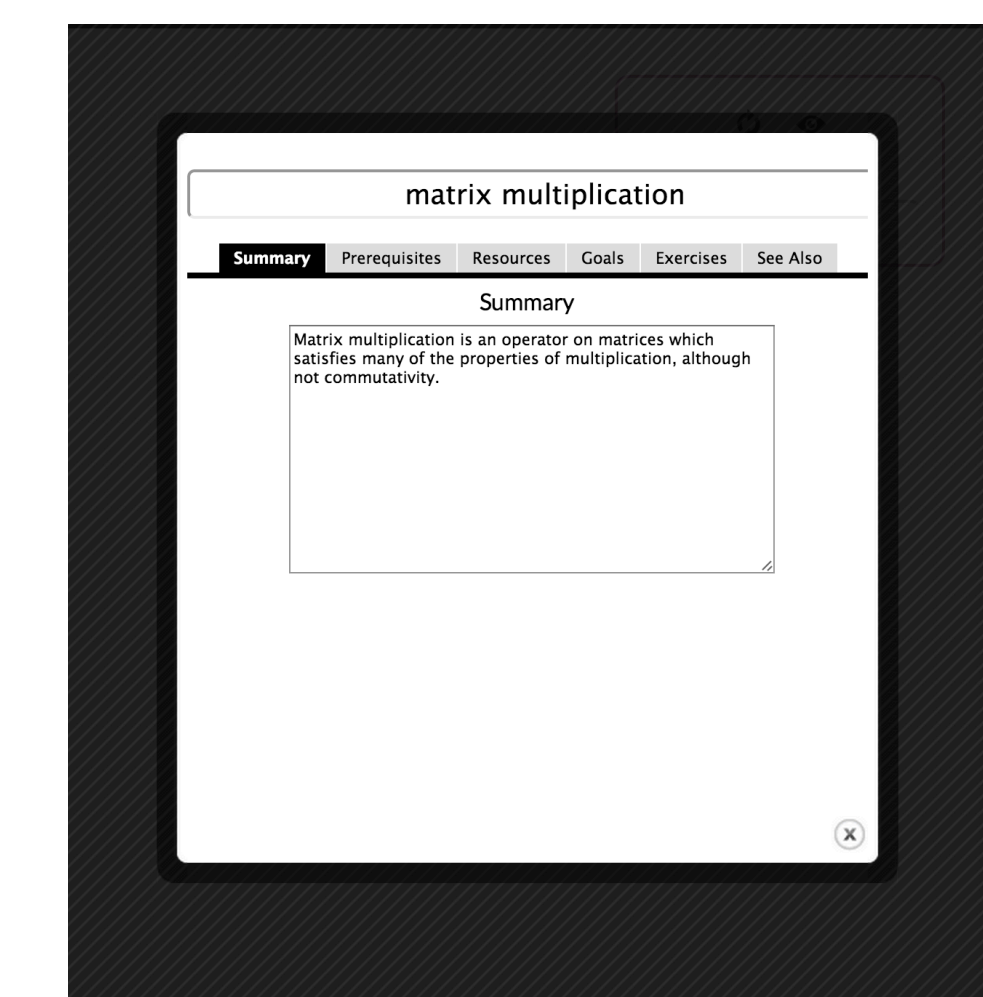 matrix multiplication
Summary Prerequisites Resources Goals Exercises See Also
Summary
Matrix multiplication is an operator on matrices which
satisfies many of the properties of multiplication, although
not commutativity.
x